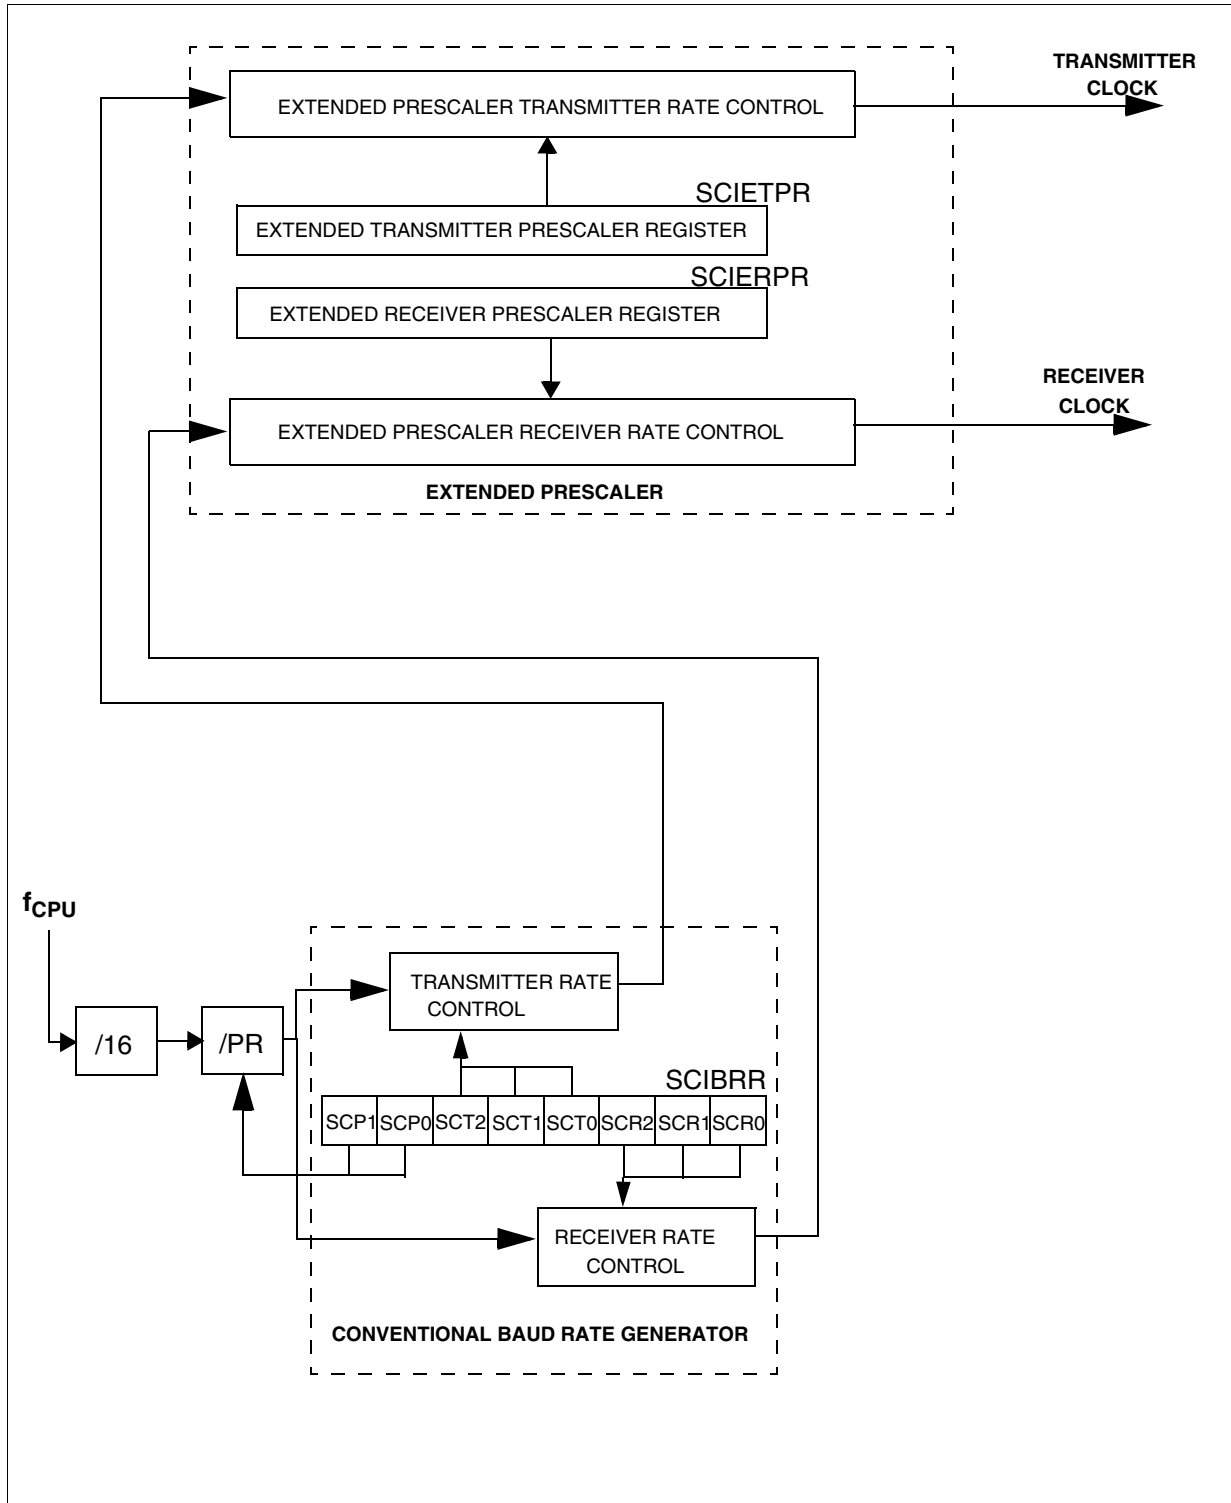 TRANSMITTER
CLOCK
EXTENDED PRESCALER TRANSMITTER RATE CONTROL
SCIETPR
EXTENDED TRANSMITTER PRESCALER REGISTER
SCIERPR
EXTENDED RECEIVER PRESCALER REGISTER
RECEIVER
CLOCK
EXTENDED PRESCALER RECEIVER RATE CONTROL
EXTENDED PRESCALER
fCPU
/16
/PR
TRANSMITTER RATE
CONTROL
SCIBRR
SCP1 SCP0 SCT2 SCT1 SCT0 SCR2 SCR1 SCR0
RECEIVER RATE
CONTROL
CONVENTIONAL BAUD RATE GENERATOR